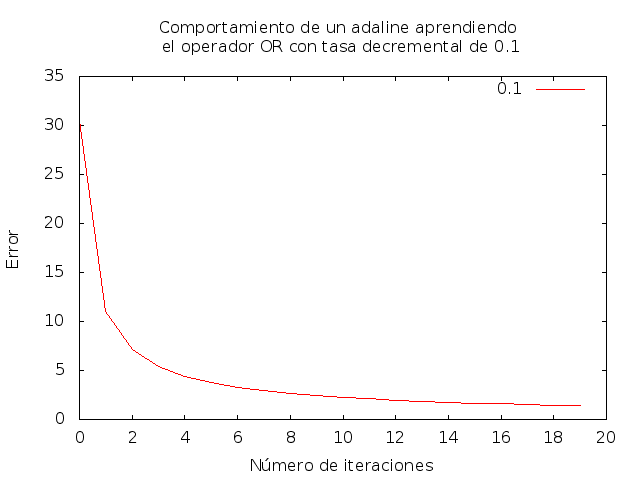 Comportamiento de un adaline aprendiendo
el operador OR con tasa decremental de 0.1
35
0.1
30
25
20
Error
15
10
5
0
0 2 4 6 8 10 12 14 16 18 20
Número de iteraciones